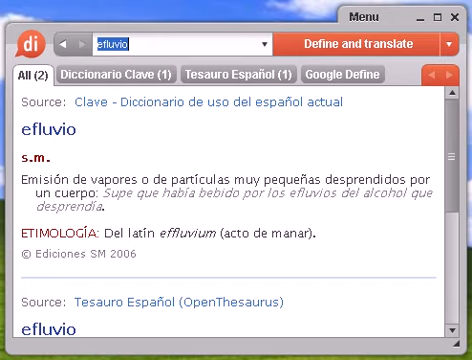 Menu
di
efluvio
Define and translate
All (2)
Diccionario Clave (1)
Tesauro Español (1)
Google Define
Source: Clave - Diccionario de uso del español actual
efluvio
s.m.
Emisión de vapores o de partículas muy pequeñas desprendidos por
un cuerpo: Supe que había bebido por los efluvios del alcohol que
desprendía.
ETIMOLOGÍA: Del latín effluvium (acto de manar).
© Ediciones SM 2006
Source: Tesauro Español (OpenThesaurus)
efluvio